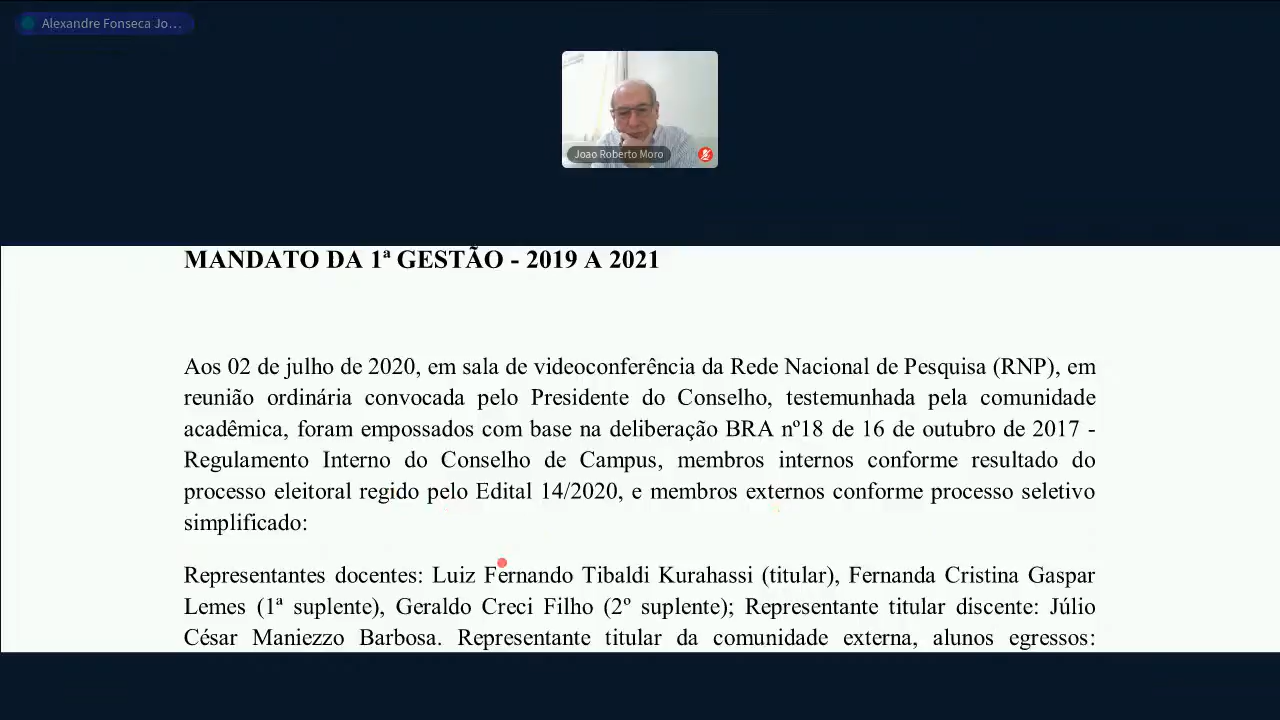 Alexandre Fonseca Jo...
Joao Roberto Moro
MANDATO DA 1ª GESTÃO - 2019 A 2021
Aos 02 de julho de 2020, em sala de videoconferência da Rede Nacional de Pesquisa (RNP), em
reunião ordinária convocada pelo Presidente do Conselho, testemunhada pela comunidade
acadêmica, foram empossados com base na deliberação BRA nº18 de 16 de outubro de 2017 -
Regulamento Interno do Conselho de Campus, membros internos conforme resultado do
processo eleitoral regido pelo Edital 14/2020, e membros externos conforme processo seletivo
simplificado:
Representantes docentes: Luiz Fernando Tibaldi Kurahassi (titular), Fernanda Cristina Gaspar
Lemes (1ª suplente), Geraldo Creci Filho (2º suplente); Representante titular discente: Júlio
César Maniezzo Barbosa. Representante titular da comunidade externa, alunos egressos: